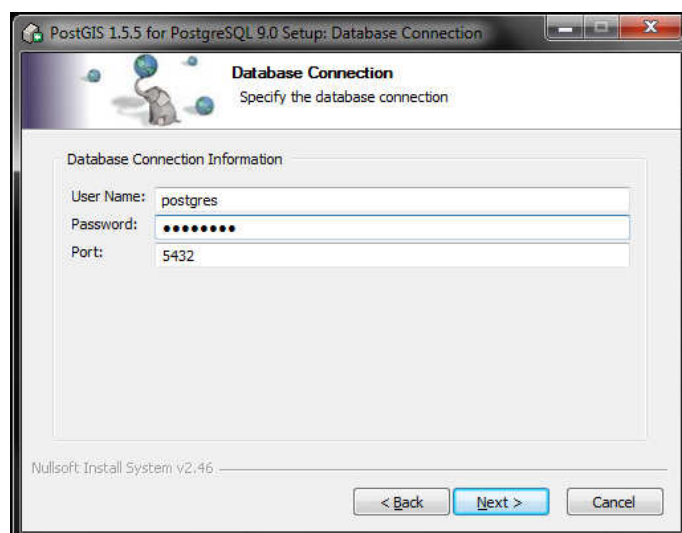 PostGIS 1.5.5 for PostgreSQL 9.0 Setup: Database Connection
Database Connection
Specify the database connection
Database Connection Information
User Name: postgres
Password: ●●●●●●●●
Port: 5432
Nullsoft Install System v2.46
< Back Next > Cancel